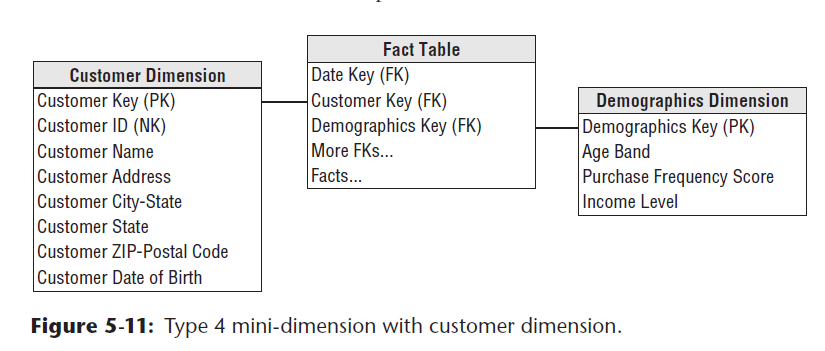 Customer Dimension
Customer Key (PK)
Customer ID (NK)
Customer Name
Customer Address
Customer City-State
Customer State
Customer ZIP-Postal Code
Customer Date of Birth
Fact Table
Date Key (FK)
Customer Key (FK)
Demographics Key (FK)
More FKs...
Facts...
Demographics Dimension
Demographics Key (PK)
Age Band
Purchase Frequency Score
Income Level
Figure 5-11: Type 4 mini-dimension with customer dimension.